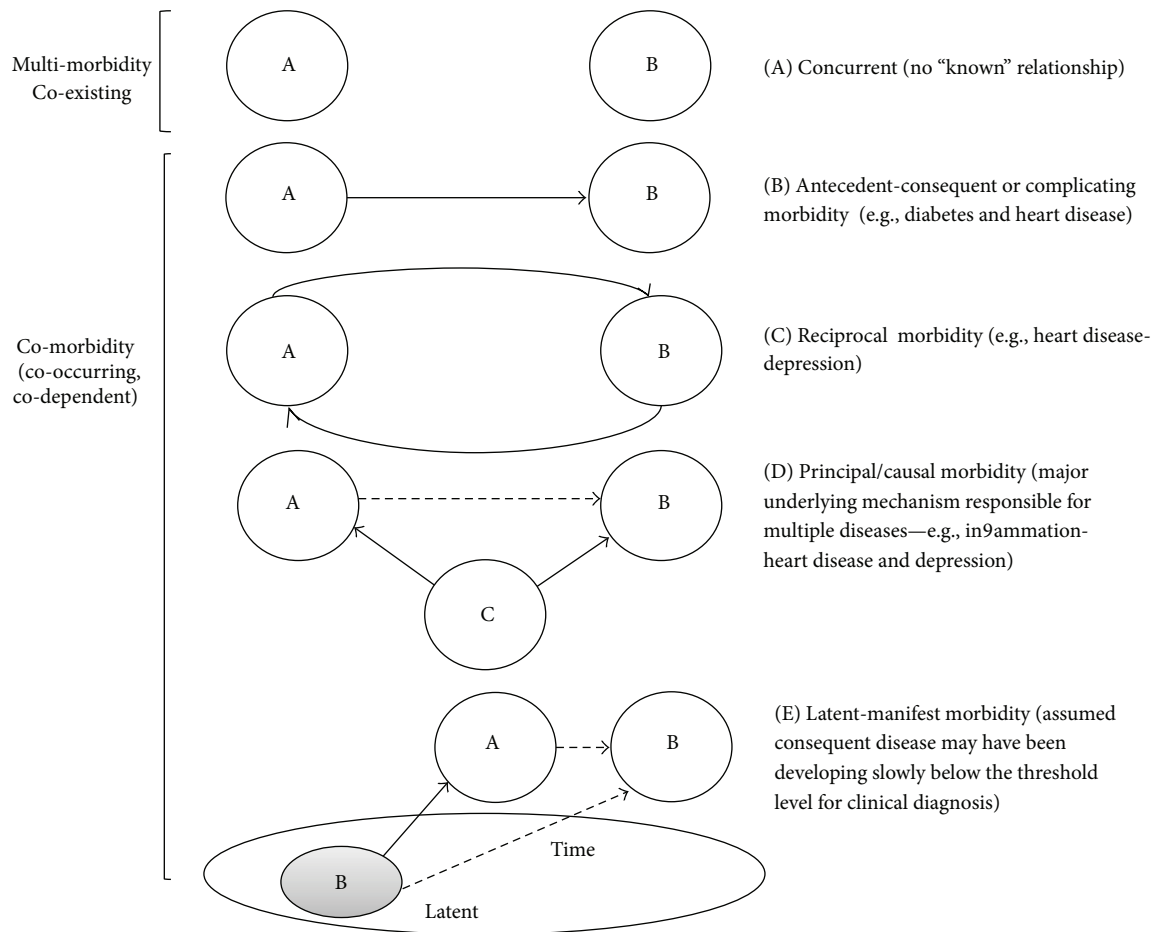 Multi-morbidity
Co-existing
A
B
(A) Concurrent (no “known” relationship)
A
B
(B) Antecedent-consequent or complicating
morbidity (e.g., diabetes and heart disease)
Co-morbidity
(co-occurring,
co-dependent)
A
B
(C) Reciprocal morbidity (e.g., heart disease-
depression)
A
B
C
(D) Principal/causal morbidity (major
underlying mechanism responsible for
multiple diseases—e.g., in9ammation-
heart disease and depression)
A
B
(E) Latent-manifest morbidity (assumed
consequent disease may have been
developing slowly below the threshold
level for clinical diagnosis)
Time
B
Latent